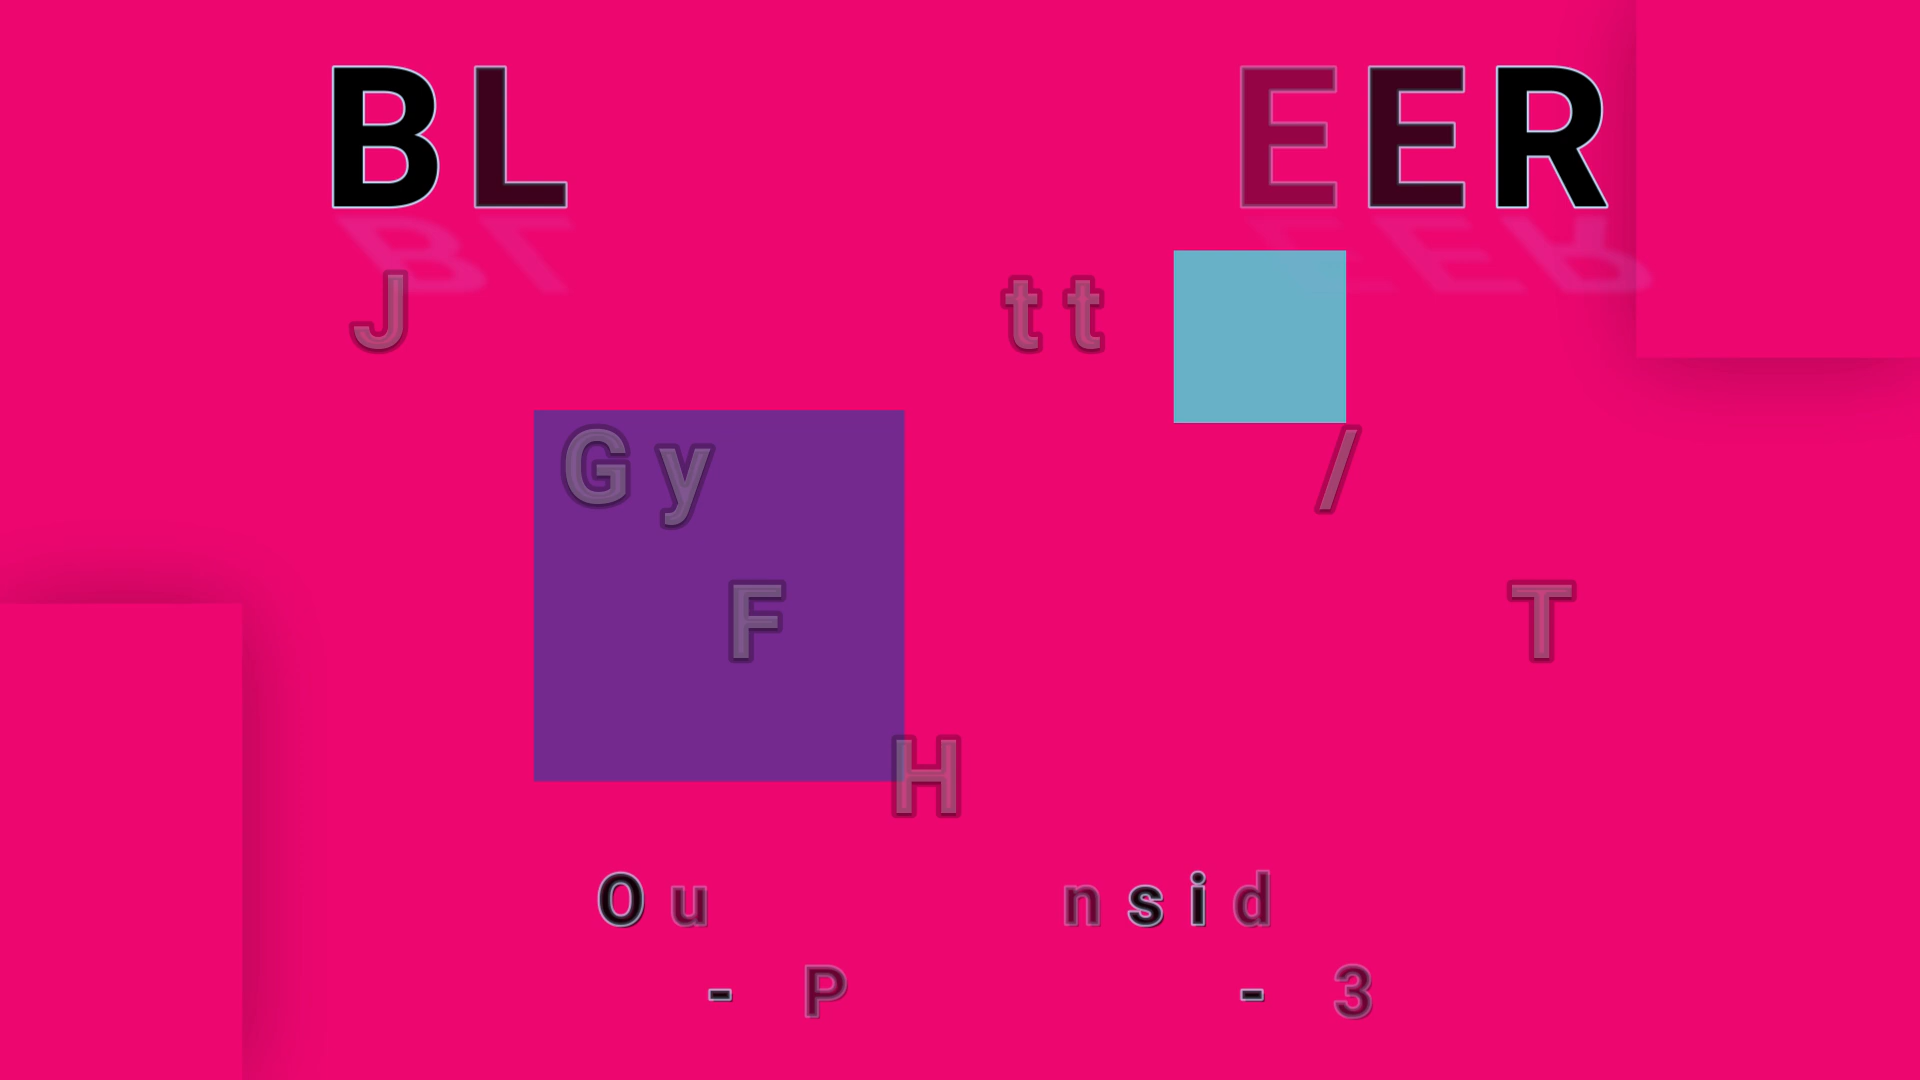 BL EER
J tt
Gy /
F T
H
Ou nsid
- P - 3